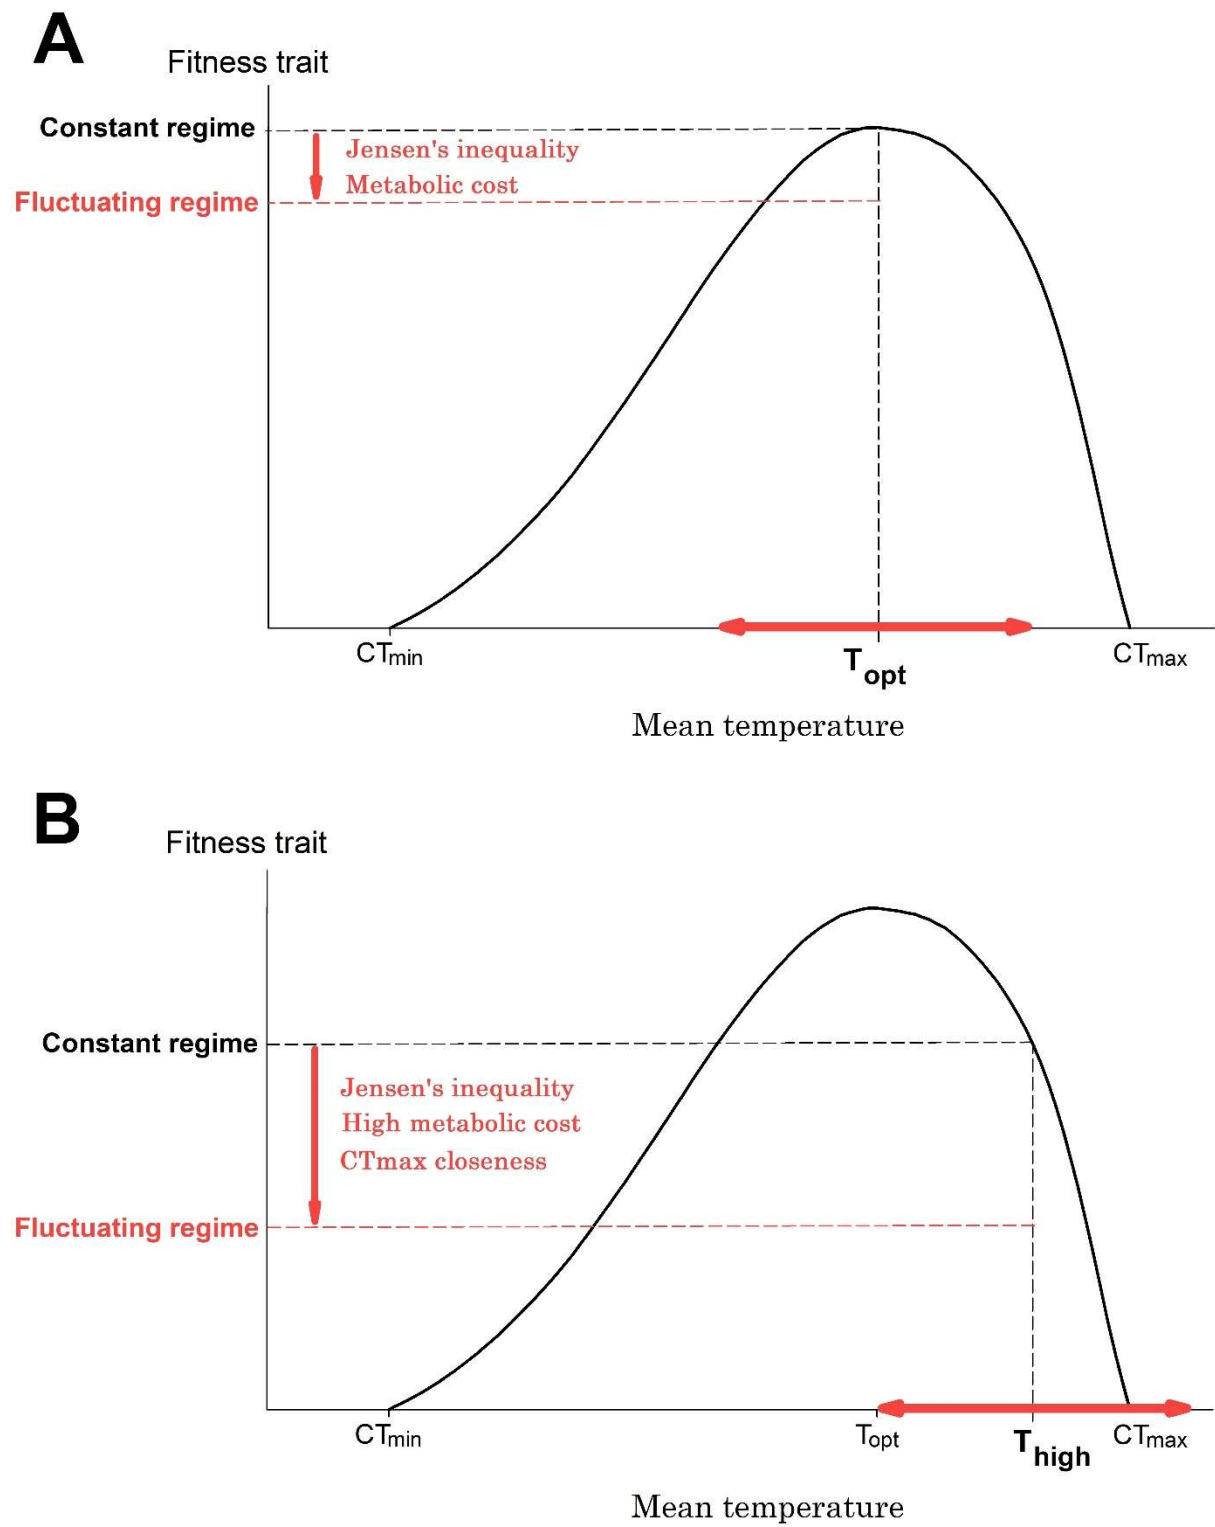 A
Fitness trait
Constant regime
Jensen's inequality
Metabolic cost
Fluctuating regime
CTmin
Topt
CTmax
Mean temperature
B
Fitness trait
Constant regime
Jensen's inequality
High metabolic cost
CTmax closeness
Fluctuating regime
CTmin
Topt
Thigh
CTmax
Mean temperature